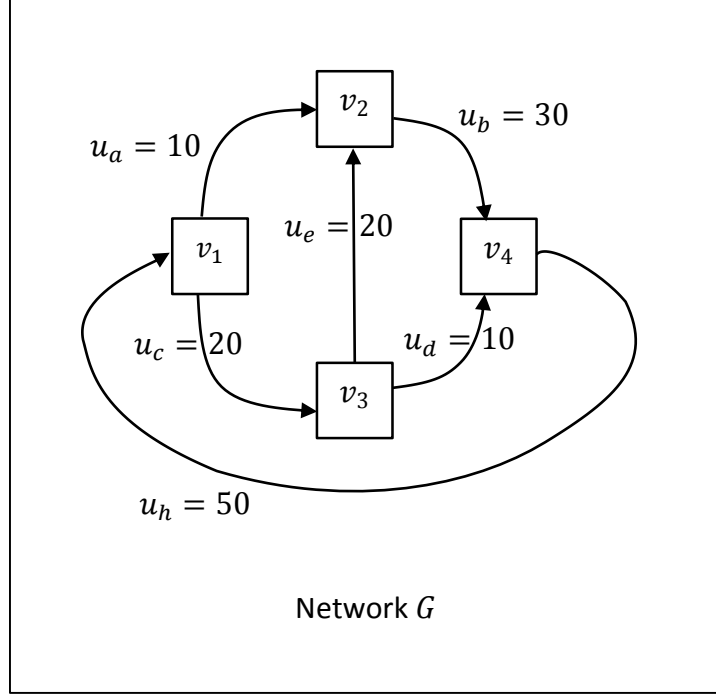 v₂
u_b = 30
u_a = 10
u_e = 20
v₁
v₄
u_c = 20
u_d = 10
v₃
u_h = 50
Network G